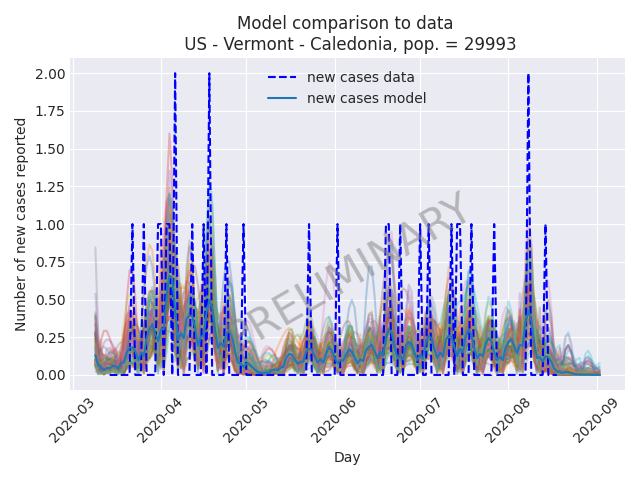 Model comparison to data
US - Vermont - Caledonia, pop. = 29993
new cases data
new cases model
PRELIMINARY
Number of new cases reported
2.00
1.75
1.50
1.25
1.00
0.75
0.50
0.25
0.00
2020-03
2020-04
2020-05
2020-06
2020-07
2020-08
2020-09
Day